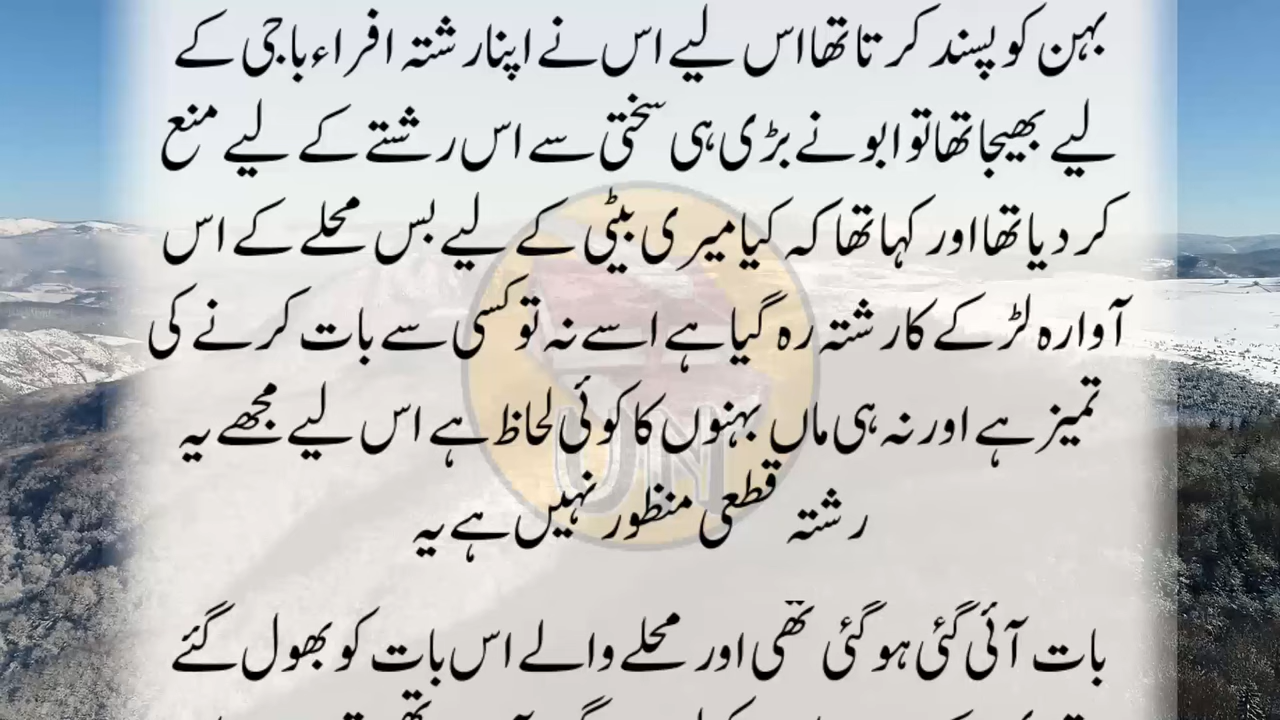 بہن کو پسند کرتا تھا اس لیے اس نے اپنا رشتہ افراء باجی کے
لیے بھیجا تھا تو ابو نے بڑی ہی سختی سے اس رشتے کے لیے منع
کر دیا تھا اور کہا تھا کہ کیا میری بیٹی کے لیے بس محلے کے اس
آوارہ لڑکے کا رشتہ رہ گیا ہے اسے نہ تو کسی سے بات کرنے کی
تمیز ہے اور نہ ہی ماں بہنوں کا کوئی لحاظ ہے اس لیے مجھے یہ
رشتہ قطعی منظور نہیں ہے یہ
بات آئی گئی ہو گئی تھی اور محلے والے اس بات کو بھول گئے
UN